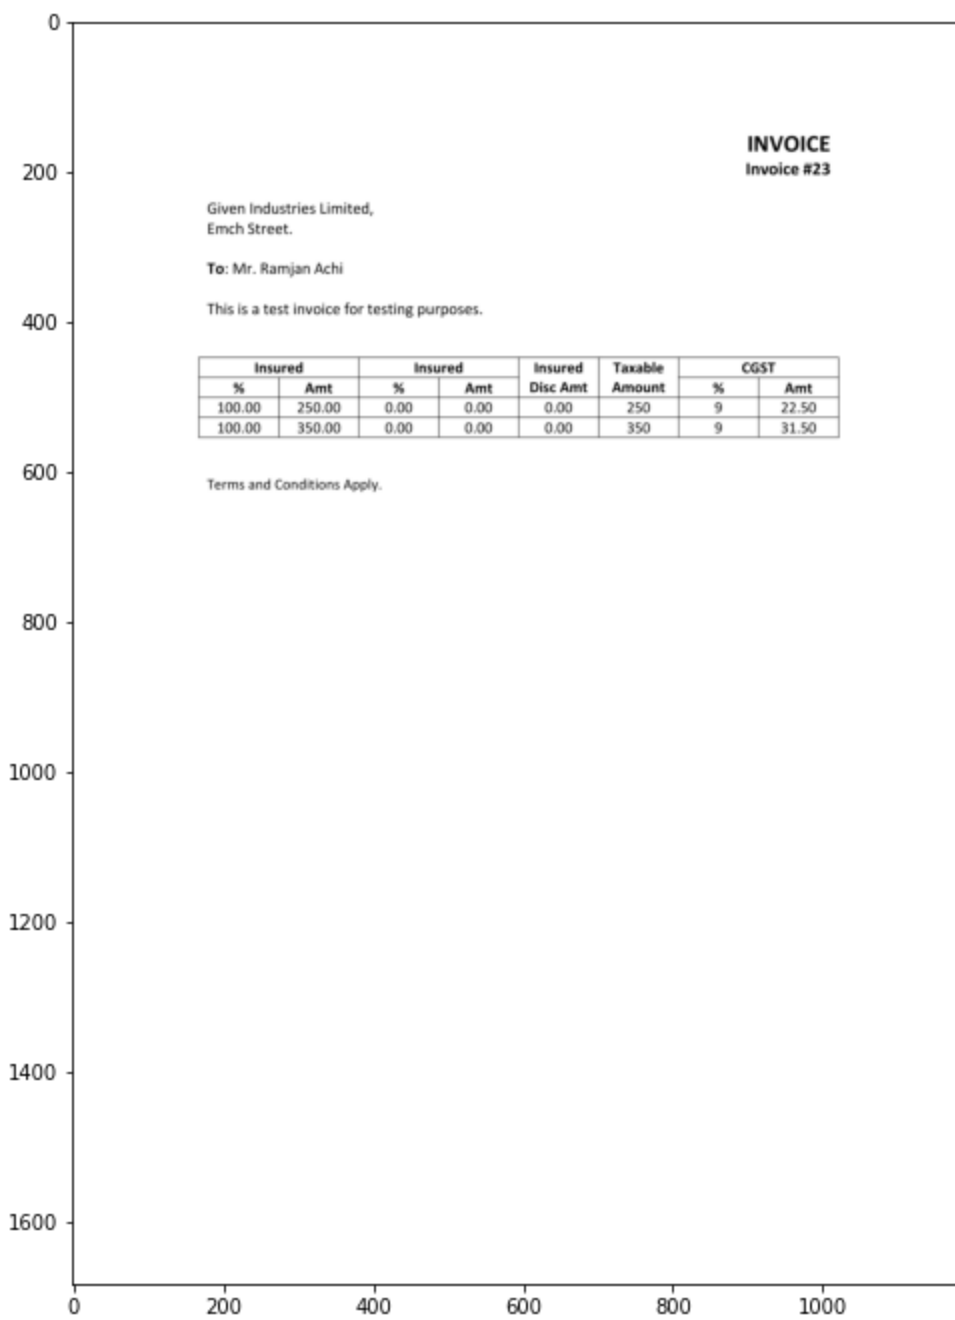 0
INVOICE
200
Invoice #23
Given Industries Limited,
Emch Street.
To: Mr. Ramjan Achi
This is a test invoice for testing purposes.
400
Insured Insured Insured Taxable CGST
% Amt % Amt Disc Amt Amount % Amt
100.00 250.00 0.00 0.00 0.00 250 9 22.50
100.00 350.00 0.00 0.00 0.00 350 9 31.50
600
Terms and Conditions Apply.
800
1000
1200
1400
1600
0 200 400 600 800 1000